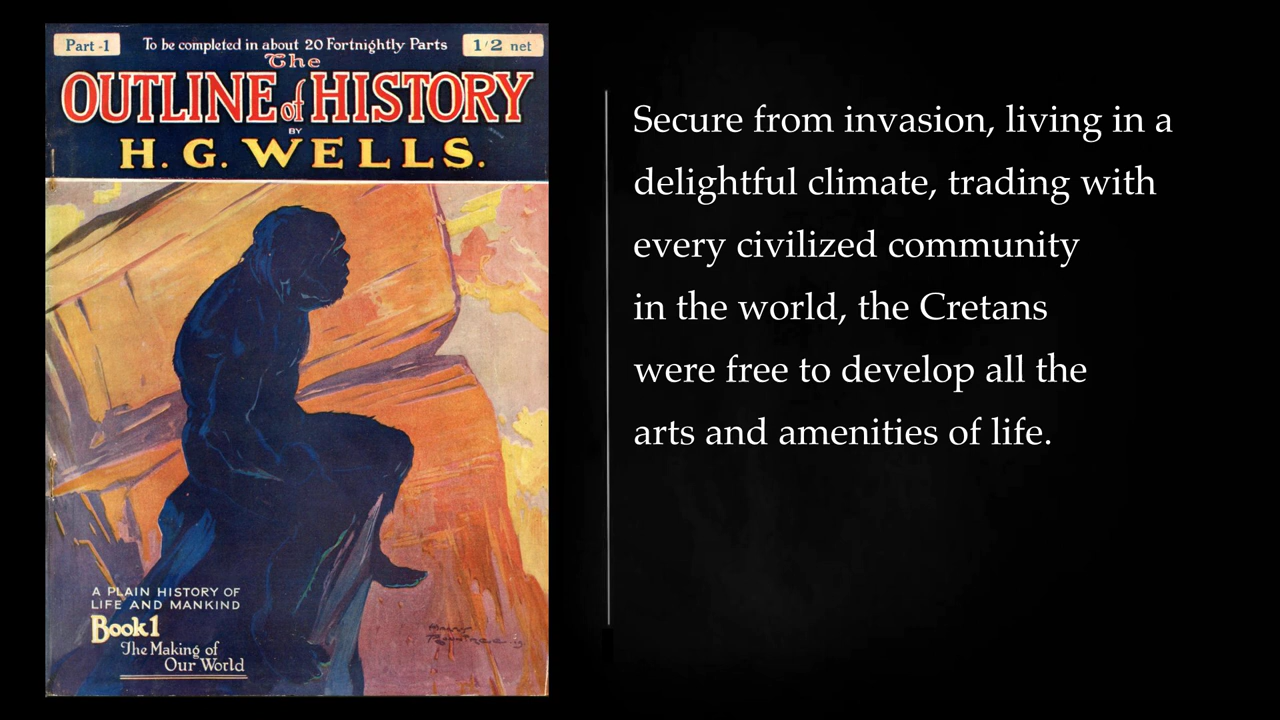 Part -1
To be completed in about 20 Fortnightly Parts
1/2 net
The
OUTLINE of HISTORY
BY
H. G. WELLS.
A PLAIN HISTORY OF
LIFE AND MANKIND
Book 1
The Making of
Our World
Secure from invasion, living in a
delightful climate, trading with
every civilized community
in the world, the Cretans
were free to develop all the
arts and amenities of life.